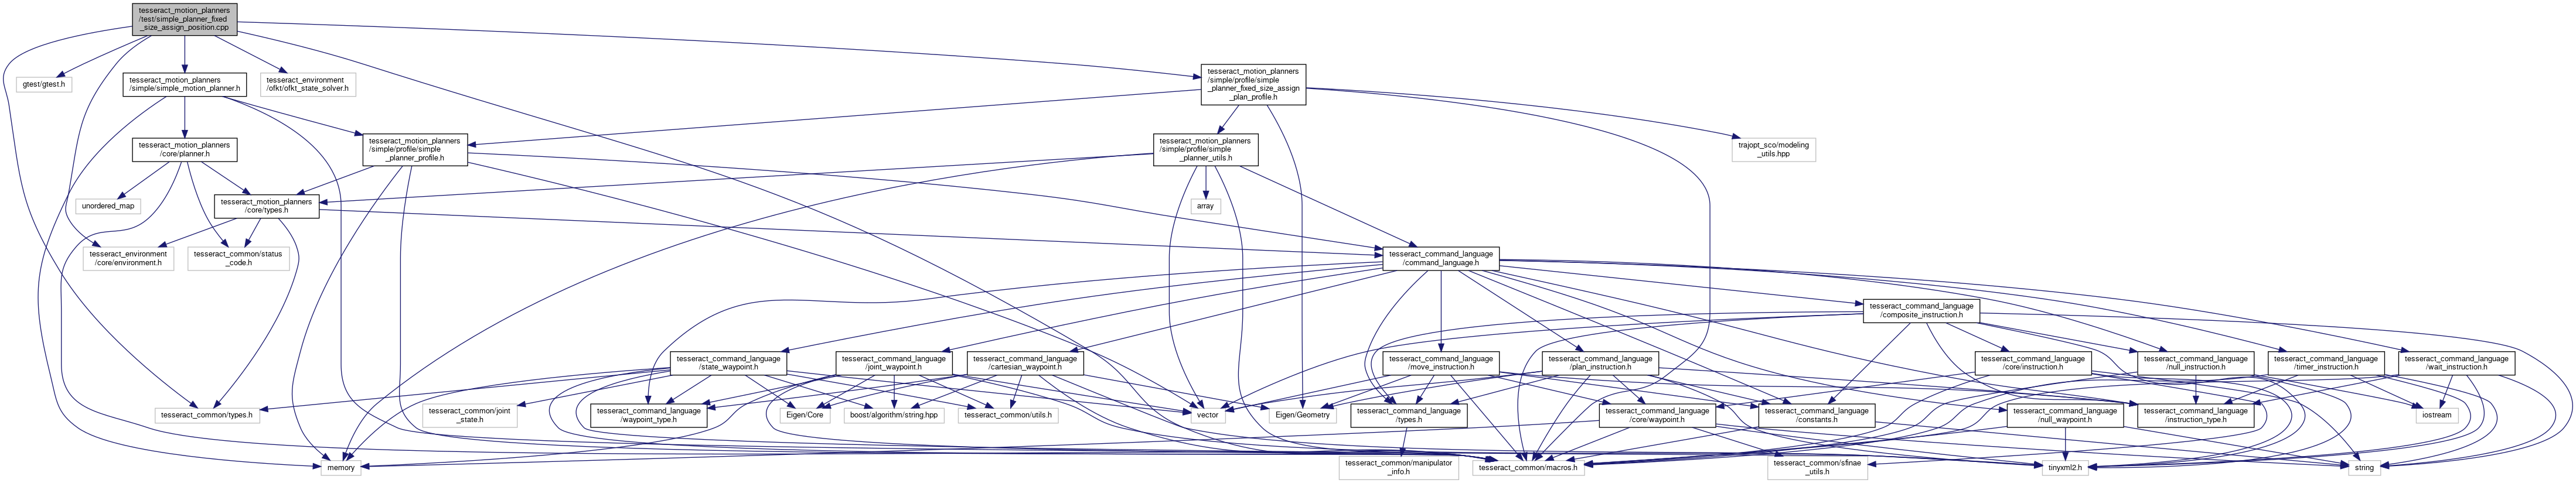 tesseract_motion_planners
/test/simple_planner_fixed
_size_assign_position.cpp
gtest/gtest.h
tesseract_motion_planners
/simple/simple_motion_planner.h
tesseract_environment
/ofkt/ofkt_state_solver.h
tesseract_motion_planners
/simple/profile/simple
_planner_fixed_size_assign
_plan_profile.h
tesseract_motion_planners
/core/planner.h
tesseract_motion_planners
/simple/profile/simple
_planner_profile.h
tesseract_motion_planners
/simple/profile/simple
_planner_utils.h
trajopt_sco/modeling
_utils.hpp
unordered_map
tesseract_motion_planners
/core/types.h
array
tesseract_environment
/core/environment.h
tesseract_common/status
_code.h
tesseract_command_language
/command_language.h
tesseract_command_language
/composite_instruction.h
tesseract_command_language
/state_waypoint.h
tesseract_command_language
/joint_waypoint.h
tesseract_command_language
/cartesian_waypoint.h
tesseract_command_language
/move_instruction.h
tesseract_command_language
/plan_instruction.h
tesseract_command_language
/core/instruction.h
tesseract_command_language
/null_instruction.h
tesseract_command_language
/timer_instruction.h
tesseract_command_language
/wait_instruction.h
tesseract_common/types.h
tesseract_common/joint
_state.h
tesseract_command_language
/waypoint_type.h
Eigen/Core
boost/algorithm/string.hpp
tesseract_common/utils.h
vector
Eigen/Geometry
tesseract_command_language
/types.h
tesseract_command_language
/core/waypoint.h
tesseract_command_language
/constants.h
tesseract_command_language
/null_waypoint.h
tesseract_command_language
/instruction_type.h
iostream
memory
tesseract_common/manipulator
_info.h
tesseract_common/macros.h
tesseract_common/sfinae
_utils.h
tinyxml2.h
string